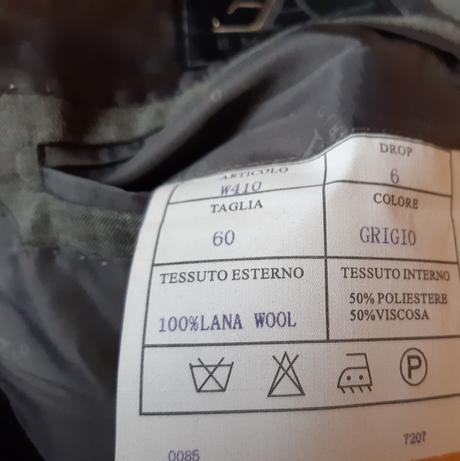 ARTICOLO DROP
W410 6
TAGLIA COLORE
60 GRIGIO
TESSUTO ESTERNO TESSUTO INTERNO
100%LANA WOOL 50% POLIESTERE
50%VISCOSA
P
0085 7207